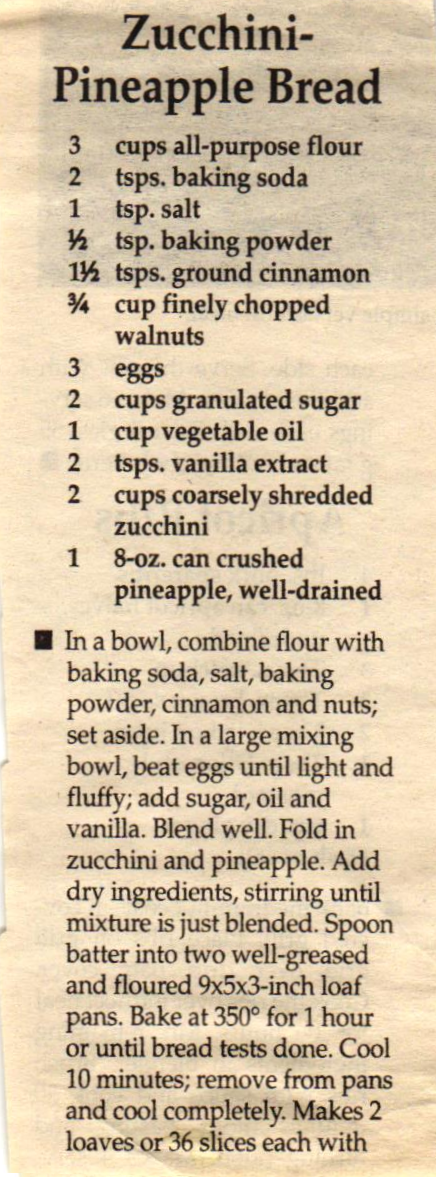 Zucchini-
Pineapple Bread
3 cups all-purpose flour
2 tsps. baking soda
1 tsp. salt
½ tsp. baking powder
1½ tsps. ground cinnamon
¾ cup finely chopped
walnuts
3 eggs
2 cups granulated sugar
1 cup vegetable oil
2 tsps. vanilla extract
2 cups coarsely shredded
zucchini
1 8-oz. can crushed
pineapple, well-drained
■ In a bowl, combine flour with
baking soda, salt, baking
powder, cinnamon and nuts;
set aside. In a large mixing
bowl, beat eggs until light and
fluffy; add sugar, oil and
vanilla. Blend well. Fold in
zucchini and pineapple. Add
dry ingredients, stirring until
mixture is just blended. Spoon
batter into two well-greased
and floured 9x5x3-inch loaf
pans. Bake at 350° for 1 hour
or until bread tests done. Cool
10 minutes; remove from pans
and cool completely. Makes 2
loaves or 36 slices each with